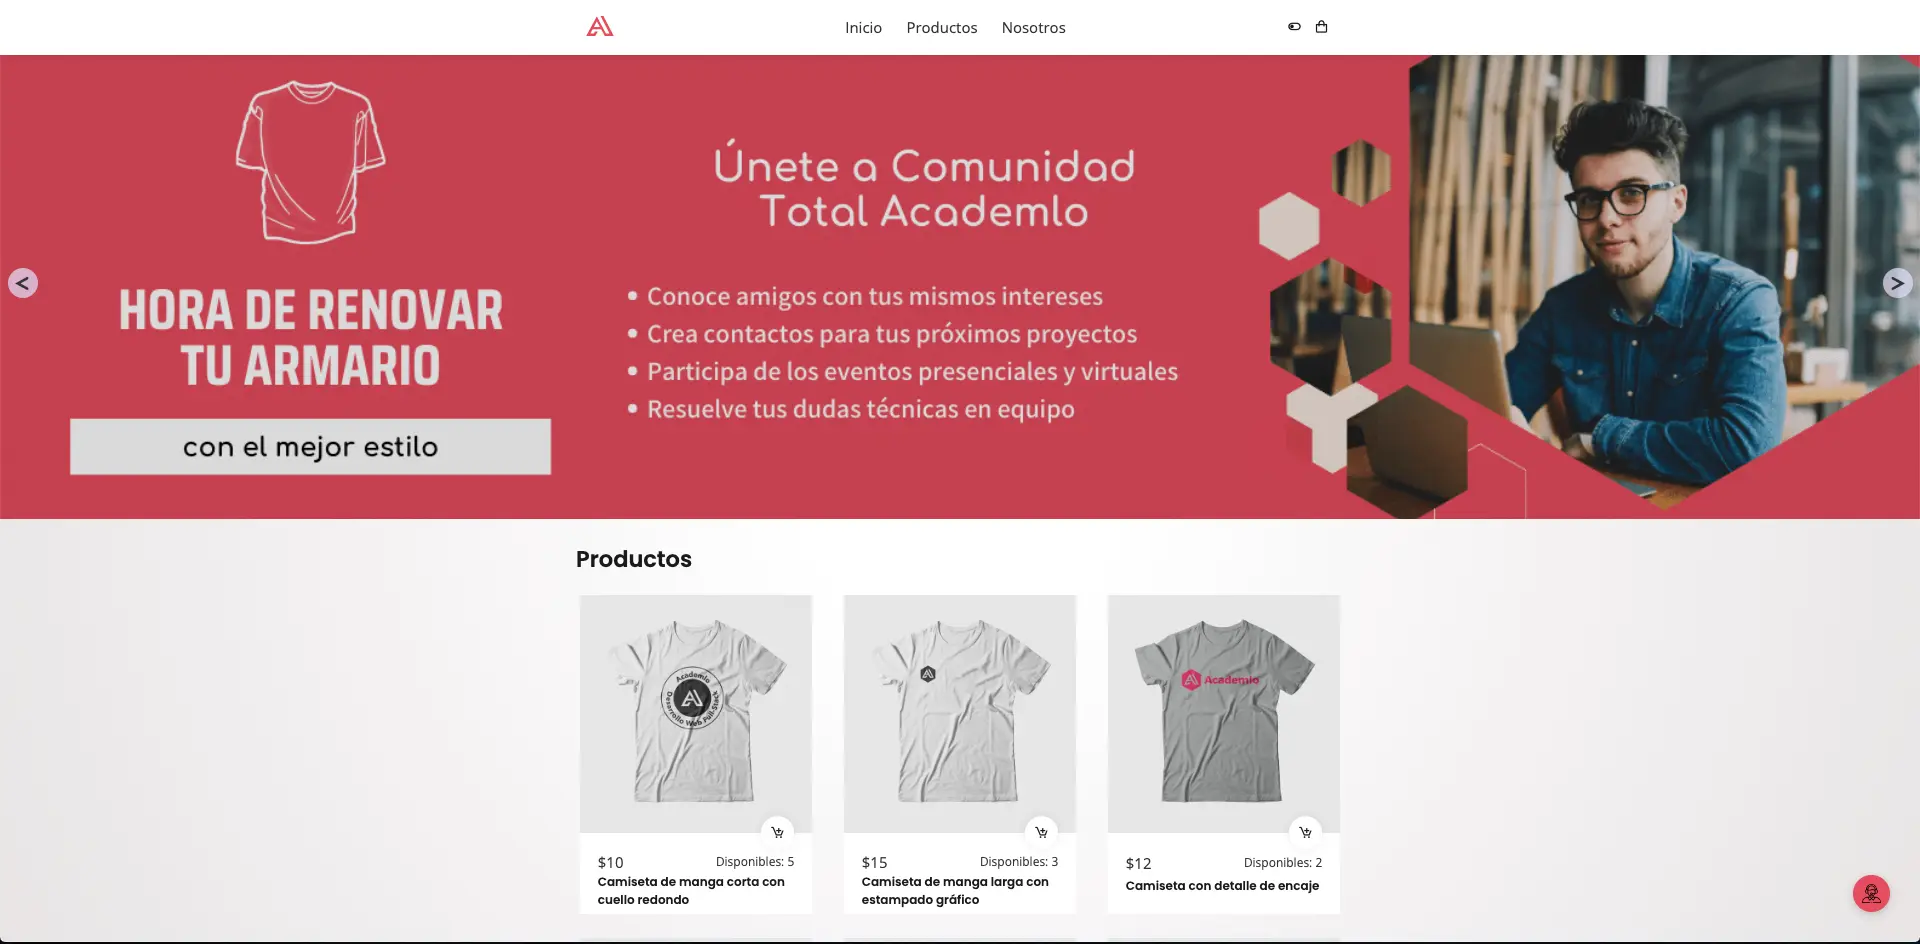 Inicio Productos Nosotros
HORA DE RENOVAR
TU ARMARIO
con el mejor estilo
Únete a Comunidad
Total Academlo
• Conoce amigos con tus mismos intereses
• Crea contactos para tus próximos proyectos
• Participa de los eventos presenciales y virtuales
• Resuelve tus dudas técnicas en equipo
<
>
Productos
Academlo
Desarrollo Web Full-Stack
$10 Disponibles: 5
Camiseta de manga corta con
cuello redondo
$15 Disponibles: 3
Camiseta de manga larga con
estampado gráfico
Academlo
$12 Disponibles: 2
Camiseta con detalle de encaje